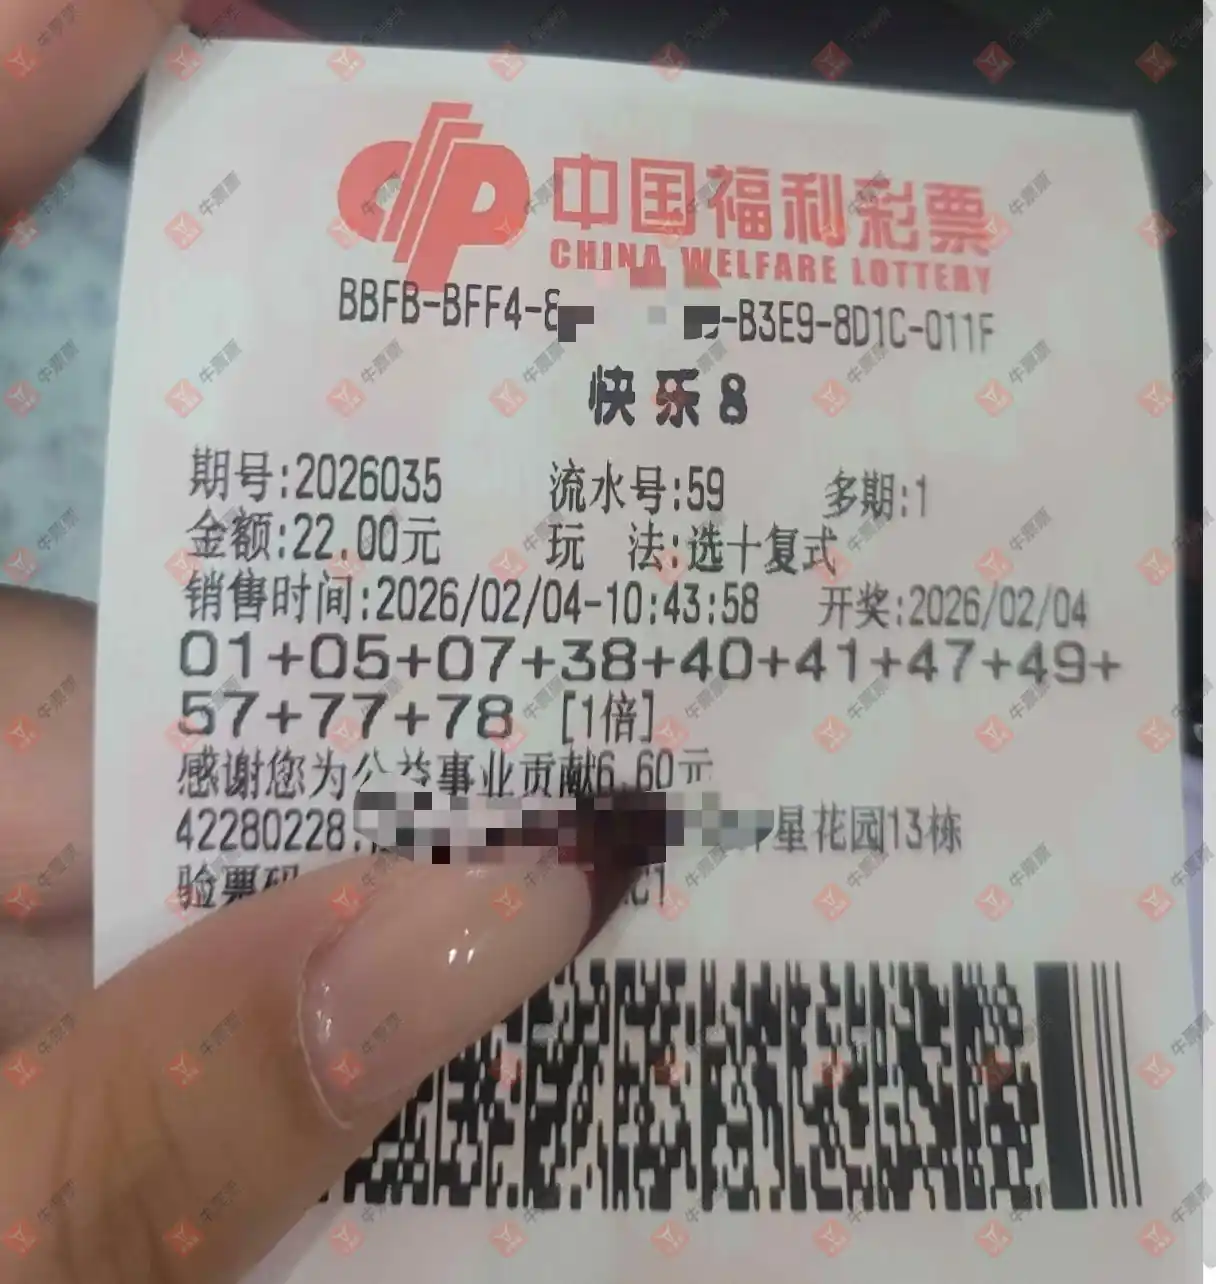 中国福利彩票
CHINA WELFARE LOTTERY
BBFB-BFF4-8 -B3E9-8D1C-011F
快乐8
期号:2026035 流水号:59 多期:1
金额:22.00元 玩 法:选十复式
销售时间:2026/02/04-10:43:58 开奖:2026/02/04
01+05+07+38+40+41+47+49+
57+77+78 [1倍]
感谢您为公益事业贡献6.60元
42280228 星花园13栋
验票码 C1